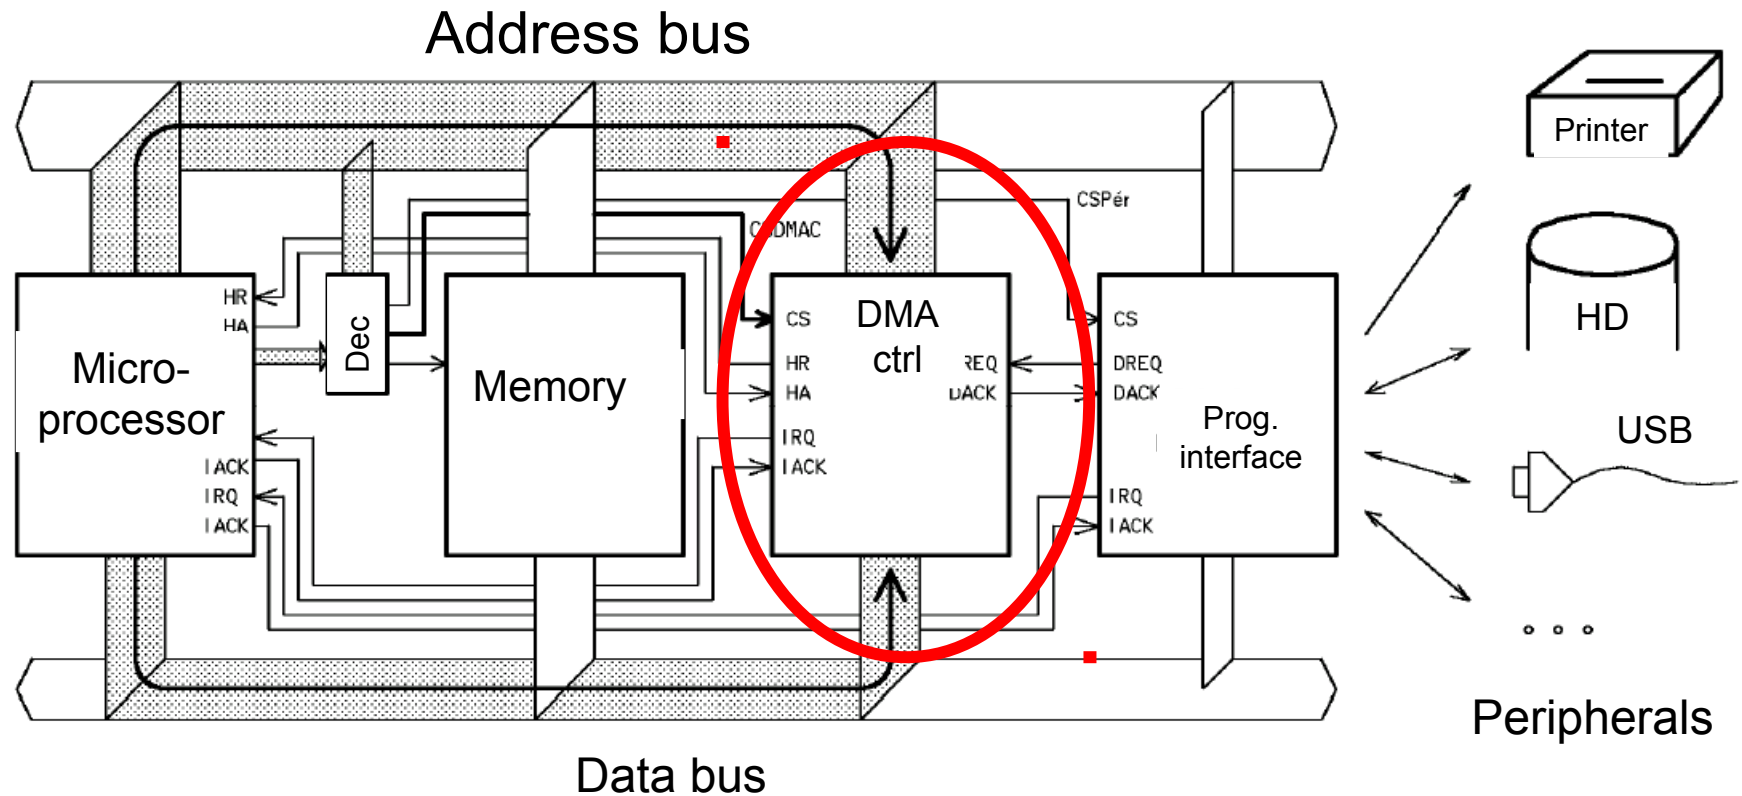 Address bus
Printer
CSPér
CSDMAC
HR
HA
Dec
Micro-
processor
IACK
IRQ
IACK
Memory
CS
DMA
ctrl
HR
HA
IRQ
IACK
REQ
DACK
CS
DREQ
DACK
Prog.
interface
IRQ
IACK
HD
USB
Peripherals
Data bus